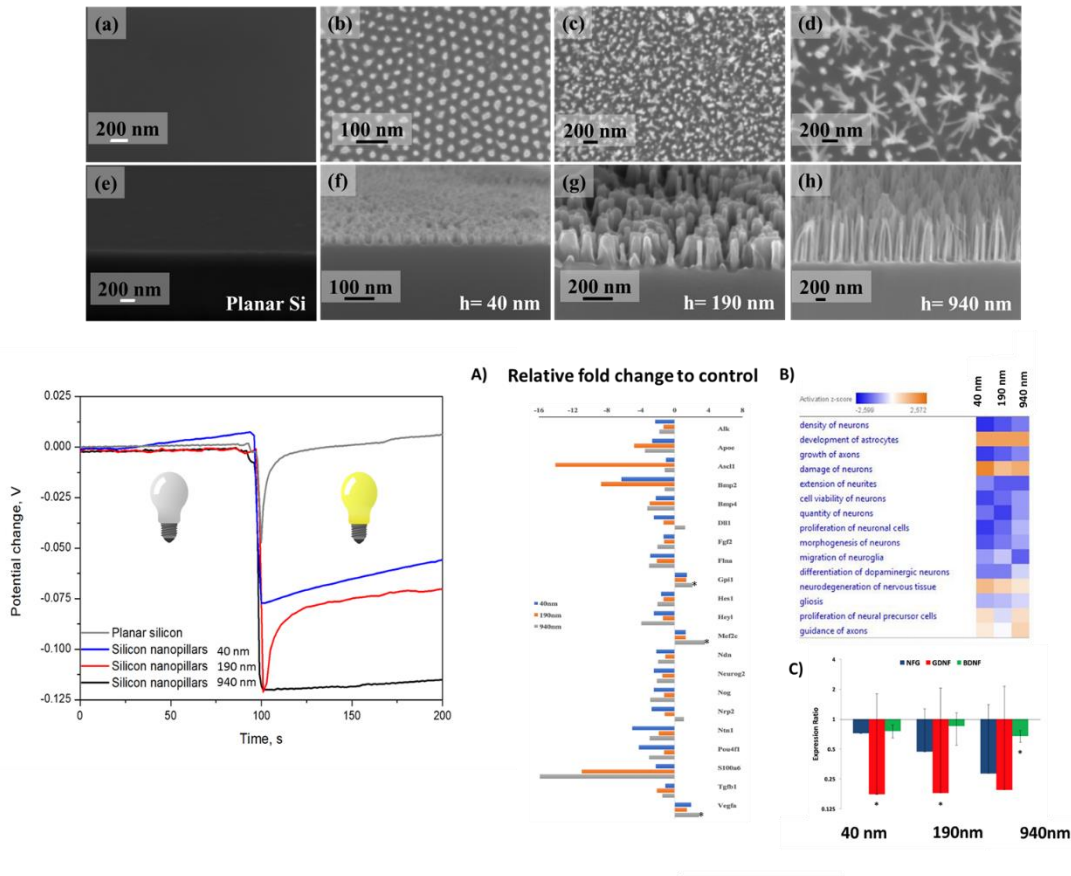 (a)
(b)
(c)
(d)
200 nm
100 nm
200 nm
200 nm
(e)
(f)
(g)
(h)
200 nm
Planar Si
100 nm
h= 40 nm
200 nm
h= 190 nm
200 nm
h= 940 nm
Potential change, V
0.025
0.000
-0.025
-0.050
-0.075
-0.100
-0.125
Planar silicon
Silicon nanopillars 40 nm
Silicon nanopillars 190 nm
Silicon nanopillars 940 nm
0
50
100
150
200
Time, s
A) Relative fold change to control
-16 -12 -8 -4 0 4 8
Alk
Apoe
Ascl1
Bmp2
Bmp4
Dll1
Fgf2
Flna
Gpi1
*
Hes1
Hey1
Mef2c
*
Ndn
Neurog2
Nog
Nrp2
Ntn1
Pou4f1
S100a6
Tgfb1
Vegfa
*
40nm
190nm
940nm
B)
40 nm
190 nm
940 nm
Activation z-score
-2,599 2,572
density of neurons
development of astrocytes
growth of axons
damage of neurons
extension of neurites
cell viability of neurons
quantity of neurons
proliferation of neuronal cells
morphogenesis of neurons
migration of neuroglia
differentiation of dopaminergic neurons
neurodegeneration of nervous tissue
gliosis
proliferation of neural precursor cells
guidance of axons
C)
NFG GDNF BDNF
Expression Ratio
4
2
1
0.5
0.25
0.125
*
*
*
40 nm 190nm 940nm